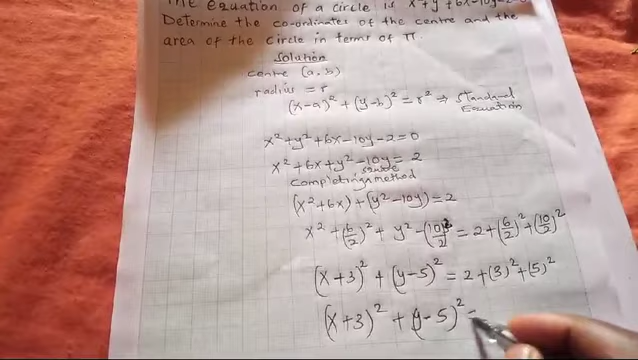 The equation of a circle is x²+y²+6x-10y-2=0
Determine the co-ordinates of the centre and the
area of the circle in terms of π.
Solution
centre (a, b)
radius = r
(x-a)² + (y-b)² = r² ⇒ standard
Equation
x²+y²+6x-10y-2=0
x²+6x+y²-10y = 2
square
completing method
(x²+6x)+(y²-10y)=2
x²+(6/2)² + y²-(10/2)² = 2+(6/2)²+(10/2)²
(x+3)² + (y-5)² = 2+(3)²+(5)²
(x+3)² + (y-5)² =